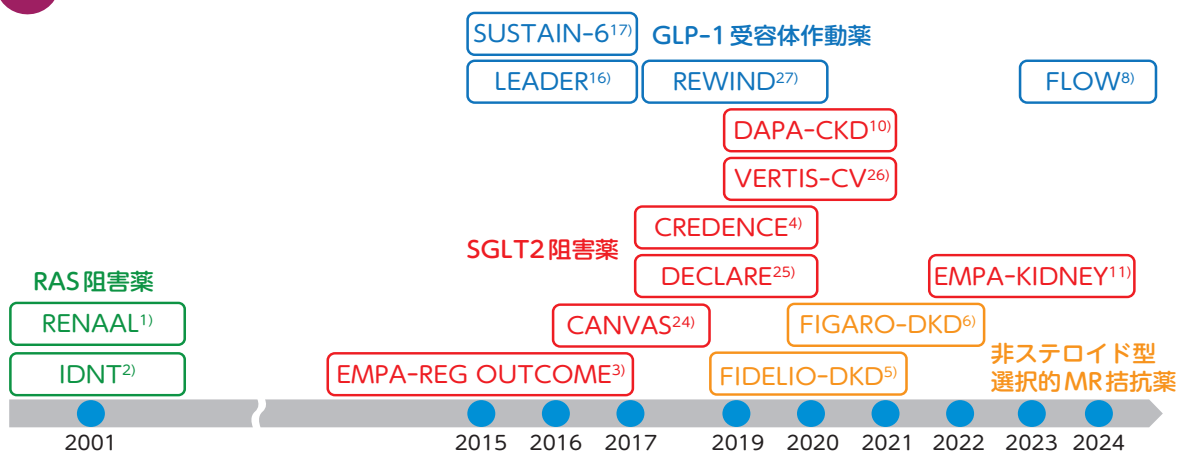 SUSTAIN-617) GLP-1受容体作動薬
LEADER16) REWIND27) FLOW8)
DAPA-CKD10)
VERTIS-CV26)
CREDENCE4)
SGLT2阻害薬
DECLARE25) EMPA-KIDNEY11)
RAS阻害薬
RENAAL1) CANVAS24) FIGARO-DKD6)
非ステロイド型
選択的MR拮抗薬
IDNT2) EMPA-REG OUTCOME3) FIDELIO-DKD5)
2001 2015 2016 2017 2019 2020 2021 2022 2023 2024